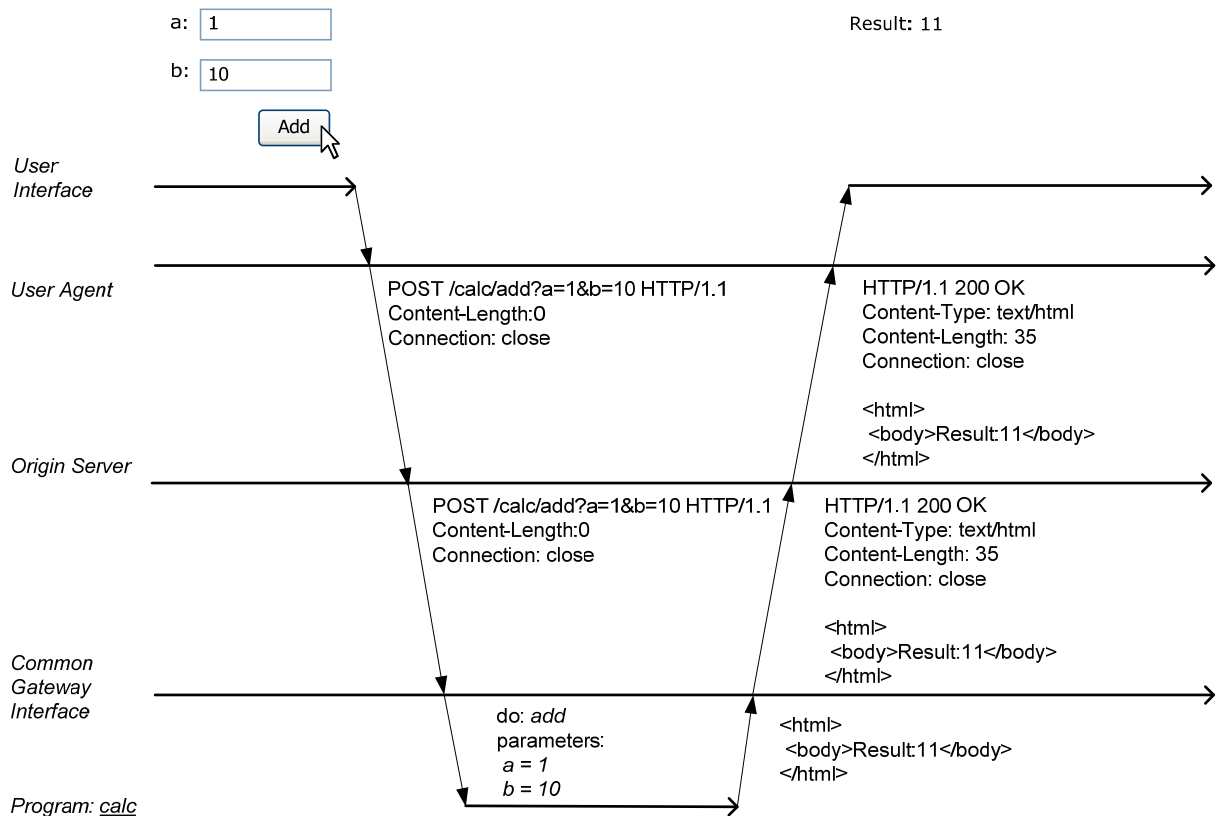 a: 1
Result: 11
b: 10
Add
User
Interface
User Agent
POST /calc/add?a=1&b=10 HTTP/1.1
Content-Length:0
Connection: close
HTTP/1.1 200 OK
Content-Type: text/html
Content-Length: 35
Connection: close
<html>
<body>Result:11</body>
</html>
Origin Server
POST /calc/add?a=1&b=10 HTTP/1.1
Content-Length:0
Connection: close
HTTP/1.1 200 OK
Content-Type: text/html
Content-Length: 35
Connection: close
<html>
<body>Result:11</body>
</html>
Common
Gateway
Interface
do: add
parameters:
a = 1
b = 10
<html>
<body>Result:11</body>
</html>
Program: calc